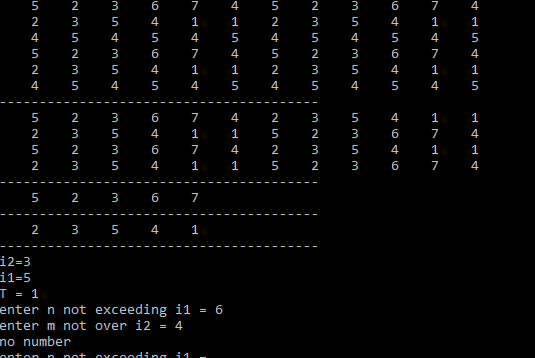 5 2 3 6 7 4 5 2 3 6 7 4
2 3 5 4 1 1 2 3 5 4 1 1
4 5 4 5 4 5 4 5 4 5 4 5
5 2 3 6 7 4 5 2 3 6 7 4
2 3 5 4 1 1 2 3 5 4 1 1
4 5 4 5 4 5 4 5 4 5 4 5
----------------------------------------
5 2 3 6 7 4 2 3 5 4 1 1
2 3 5 4 1 1 5 2 3 6 7 4
5 2 3 6 7 4 2 3 5 4 1 1
2 3 5 4 1 1 5 2 3 6 7 4
----------------------------------------
5 2 3 6 7
----------------------------------------
2 3 5 4 1
----------------------------------------
i2=3
i1=5
T = 1
enter n not exceeding i1 = 6
enter m not over i2 = 4
no number
enter n not exceeding i1 =